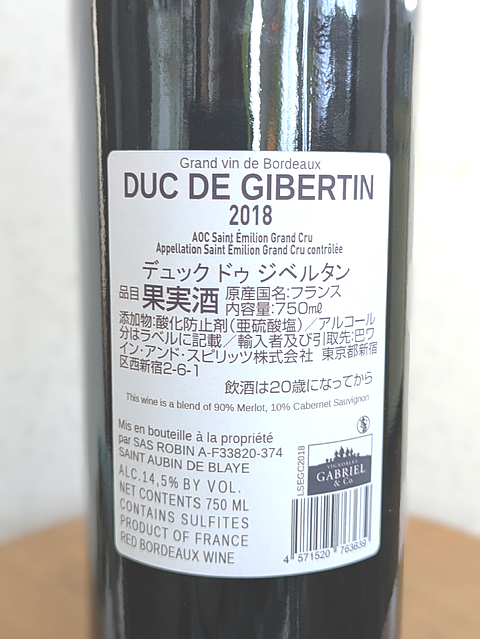 Grand vin de Bordeaux
DUC DE GIBERTIN
2018
AOC Saint Émilion Grand Cru
Appellation Saint Émilion Grand Cru contrôlée
デュック ドゥ ジベルタン
品目 果実酒 原産国名:フランス
内容量:750mℓ
添加物:酸化防止剤(亜硫酸塩)/アルコール
分はラベルに記載/輸入者及び引取先:巴ワ
イン・アンド・スピリッツ株式会社 東京都新宿
区西新宿2-6-1
飲酒は20歳になってから
This wine is a blend of 90% Merlot, 10% Cabernet Sauvignon
Mis en bouteille à la propriété
par SAS ROBIN A-F33820-374
SAINT AUBIN DE BLAYE
ALC.14,5% BY VOL.
NET CONTENTS 750 ML
CONTAINS SULFITES
PRODUCT OF FRANCE
RED BORDEAUX WINE
LSEGC2018
VIGNOBLES
GABRIEL
& Co
4 571520 763639